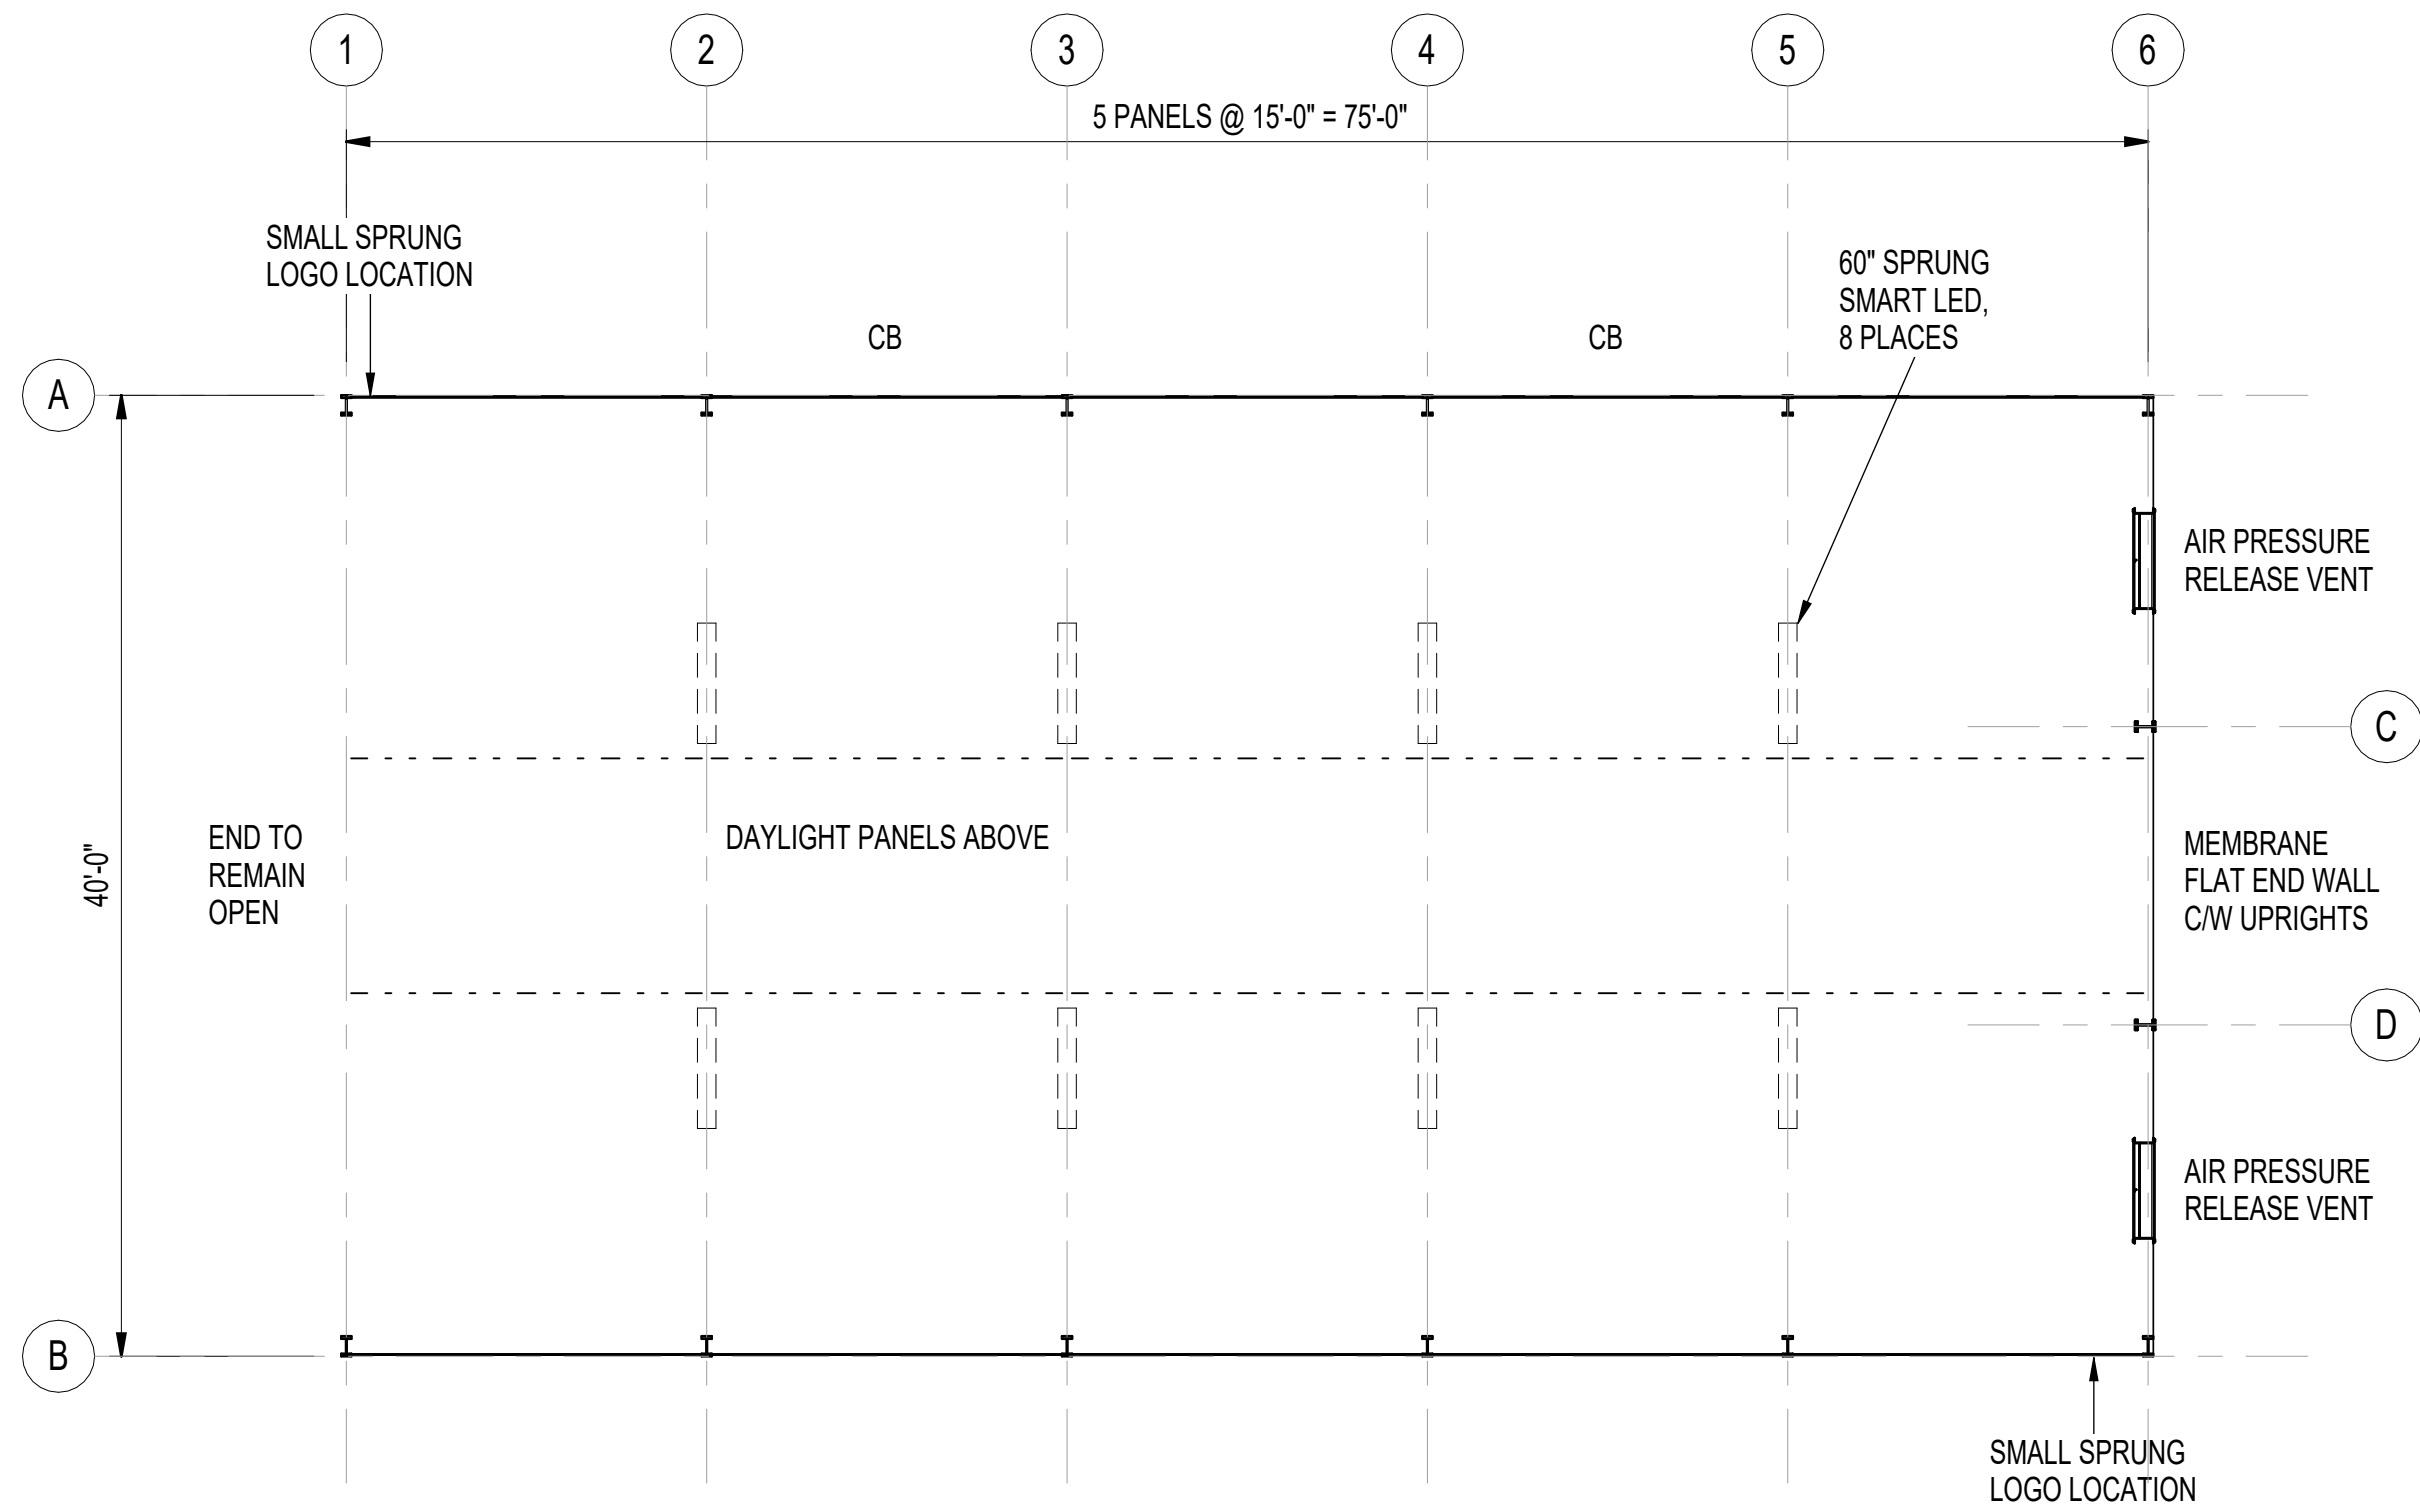 1
2
3
4
5
6
5 PANELS @ 15'-0" = 75'-0"
SMALL SPRUNG
LOGO LOCATION
60" SPRUNG
SMART LED,
8 PLACES
CB
CB
A
AIR PRESSURE
RELEASE VENT
C
END TO
REMAIN
OPEN
DAYLIGHT PANELS ABOVE
MEMBRANE
FLAT END WALL
C/W UPRIGHTS
40'-0"
D
AIR PRESSURE
RELEASE VENT
B
SMALL SPRUNG
LOGO LOCATION